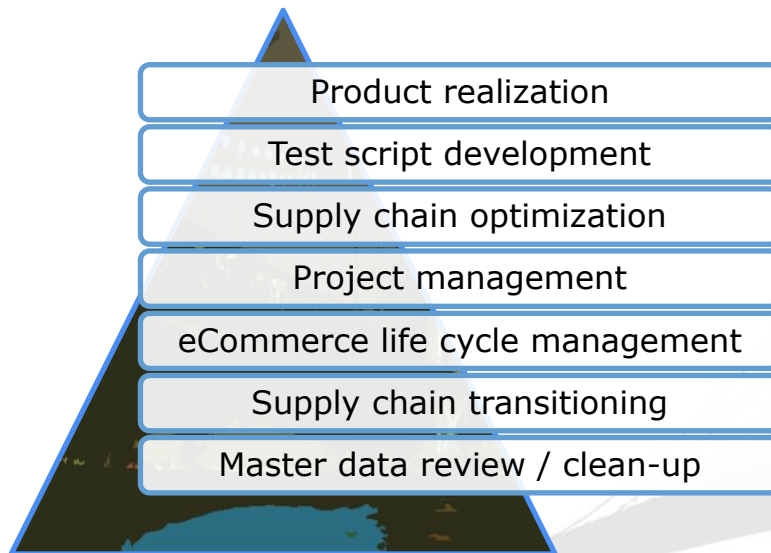 Product realization
Test script development
Supply chain optimization
Project management
eCommerce life cycle management
Supply chain transitioning
Master data review / clean-up